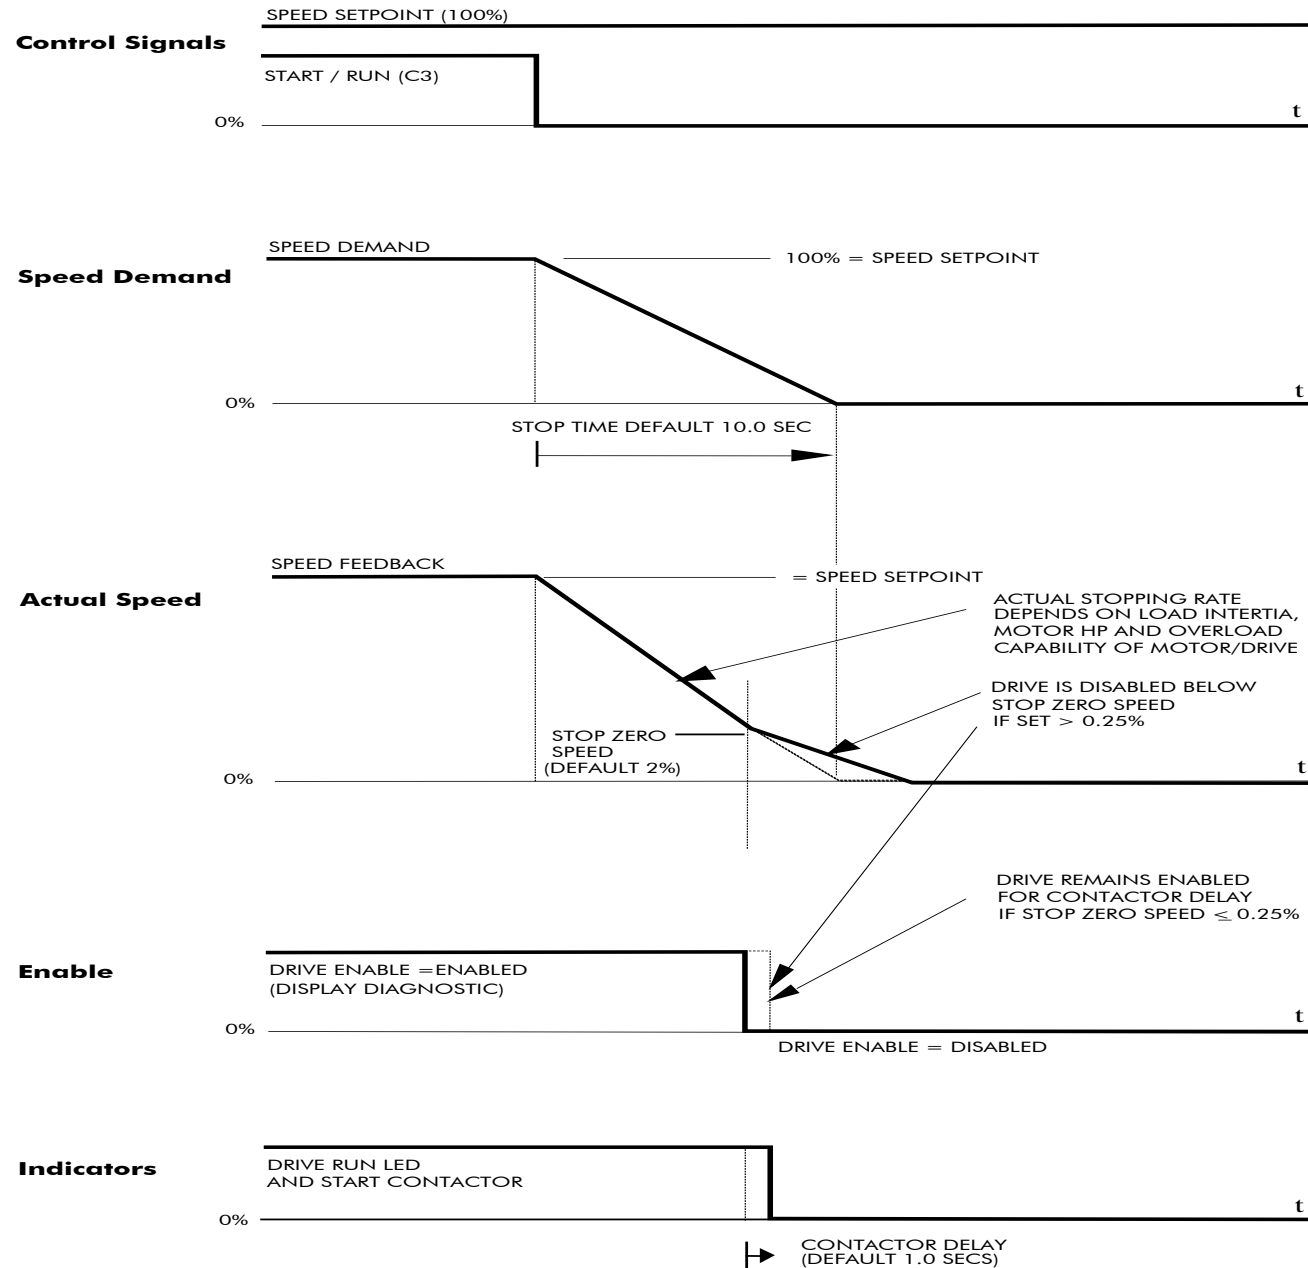 SPEED SETPOINT (100%)
Control Signals
START / RUN (C3)
0%
t
SPEED DEMAND
100% = SPEED SETPOINT
Speed Demand
0%
t
STOP TIME DEFAULT 10.0 SEC
SPEED FEEDBACK
= SPEED SETPOINT
Actual Speed
ACTUAL STOPPING RATE
DEPENDS ON LOAD INTERTIA,
MOTOR HP AND OVERLOAD
CAPABILITY OF MOTOR/DRIVE
DRIVE IS DISABLED BELOW
STOP ZERO SPEED
IF SET > 0.25%
STOP ZERO
SPEED
(DEFAULT 2%)
0%
t
DRIVE REMAINS ENABLED
FOR CONTACTOR DELAY
IF STOP ZERO SPEED ≤ 0.25%
Enable
DRIVE ENABLE =ENABLED
(DISPLAY DIAGNOSTIC)
0%
t
DRIVE ENABLE = DISABLED
Indicators
DRIVE RUN LED
AND START CONTACTOR
0%
t
CONTACTOR DELAY
(DEFAULT 1.0 SECS)